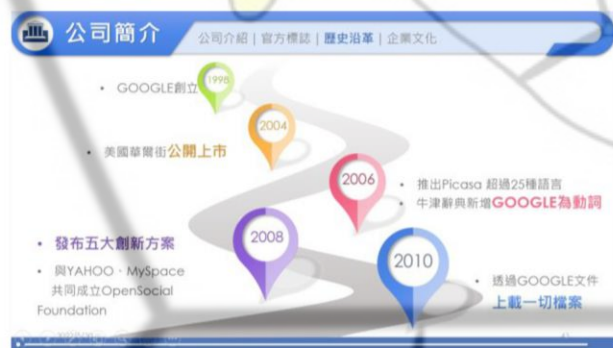 公司簡介
公司介紹 | 官方標誌 | 歷史沿革 | 企業文化
1998
• GOOGLE創立
2004
• 美國華爾街公開上市
2006
• 推出Picasa 超過25種語言
• 牛津辭典新增GOOGLE為動詞
2008
• 發布五大創新方案
• 與YAHOO、MySpace
共同成立OpenSocial
Foundation
2010
• 透過GOOGLE文件
上載一切檔案